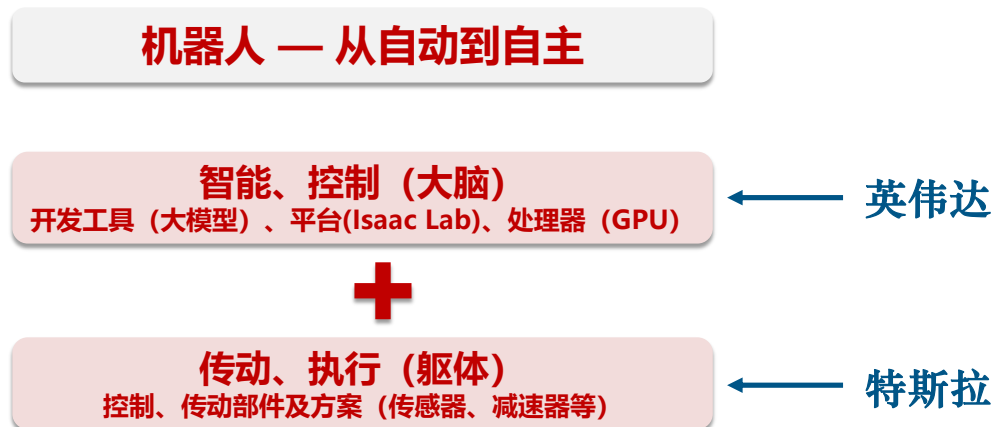 机器人 — 从自动到自主
智能、控制（大脑）
开发工具（大模型）、平台(Isaac Lab)、处理器（GPU）
英伟达
传动、执行（躯体）
控制、传动部件及方案（传感器、减速器等）
特斯拉